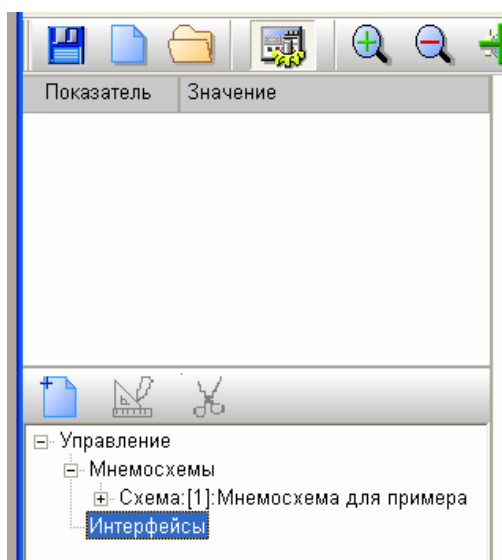 Показатель Значение
Управление
Мнемосхемы
Схема:[1]:Мнемосхема для примера
Интерфейсы